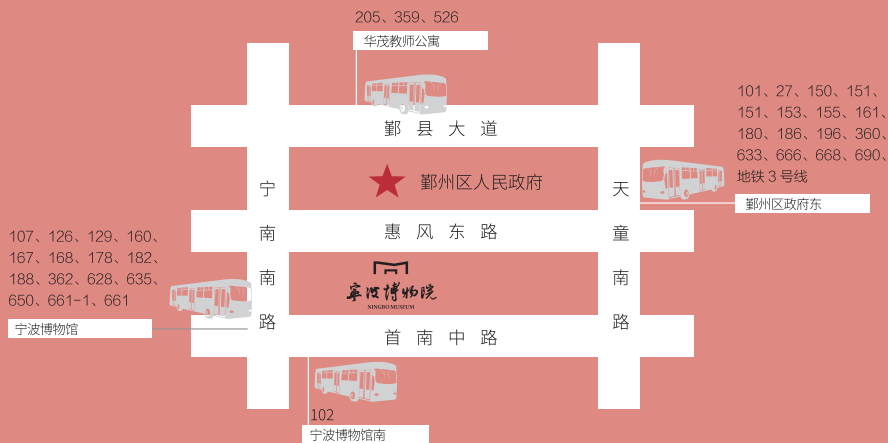 205、359、526
华茂教师公寓
101、27、150、151、
151、153、155、161、
180、186、196、360、
633、666、668、690、
地铁 3 号线
鄞州区政府东
鄞县大道
鄞州区人民政府
宁南南路
天童南路
惠风东路
107、126、129、160、
167、168、178、182、
188、362、628、635、
650、661-1、661
宁波博物馆
宁波博物院
NINGBO MUSEUM
首南中路
102
宁波博物馆南